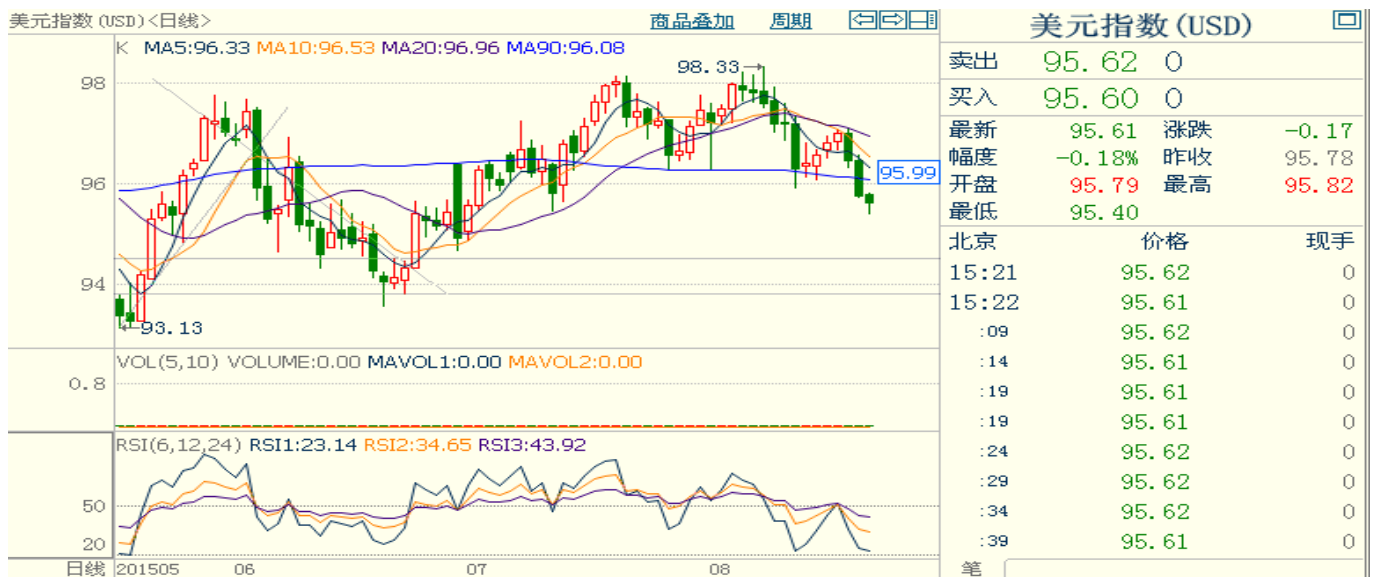 美元指数(USD)<日线> 商品叠加 周期
K MA5:96.33 MA10:96.53 MA20:96.96 MA90:96.08
98.33
98
96
95.99
94
93.13
VOL(5,10) VOLUME:0.00 MAVOL1:0.00 MAVOL2:0.00
0.8
RSI(6,12,24) RSI1:23.14 RSI2:34.65 RSI3:43.92
50
20
日线 201505 06 07 08
美元指数(USD)
卖出 95.62 0
买入 95.60 0
最新 95.61 涨跌 -0.17
幅度 -0.18% 昨收 95.78
开盘 95.79 最高 95.82
最低 95.40
北京 价格 现手
15:21 95.62 0
15:22 95.61 0
:09 95.62 0
:14 95.61 0
:19 95.61 0
:19 95.61 0
:24 95.62 0
:29 95.62 0
:34 95.62 0
:39 95.61 0
笔